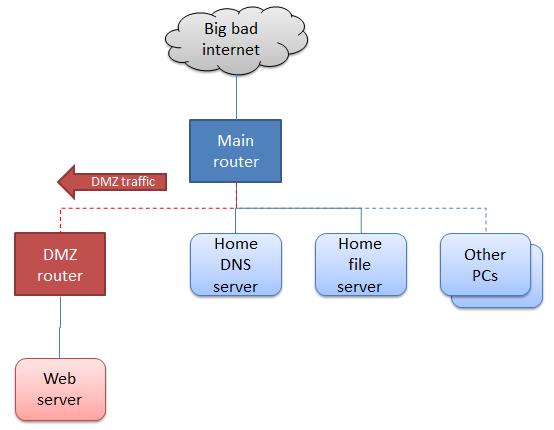 Big bad
internet
Main
router
DMZ traffic
DMZ
router
Home
DNS
server
Home
file
server
Other
PCs
Web
server